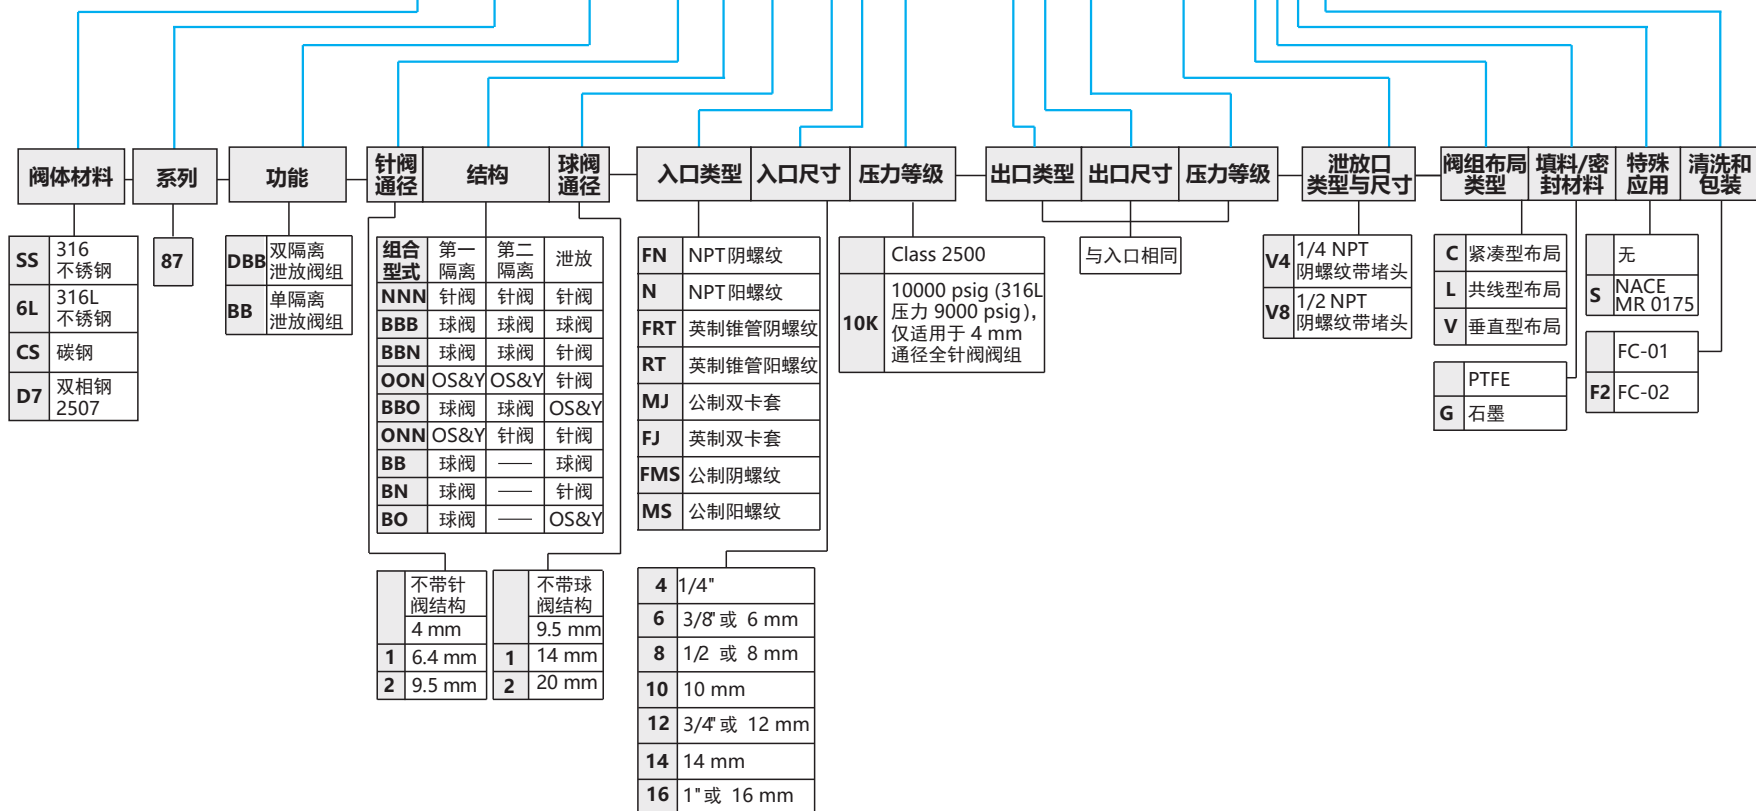 阀体材料
系列
功能
针阀
通径
结构
球阀
通径
入口类型
入口尺寸
压力等级
出口类型
出口尺寸
压力等级
泄放口
类型与尺寸
阀组布局
类型
填料/密
封材料
特殊
应用
清洗和
包装
SS 316
不锈钢
6L 316L
不锈钢
CS 碳钢
D7 双相钢
2507
87
DBB 双隔离
泄放阀组
BB 单隔离
泄放阀组
组合
型式
第一
隔离
第二
隔离
泄放
NNN 针阀 针阀 针阀
BBB 球阀 球阀 球阀
BBN 球阀 球阀 针阀
OON OS&Y OS&Y 针阀
BBO 球阀 球阀 OS&Y
ONN OS&Y 针阀 针阀
BB 球阀 —— 球阀
BN 球阀 —— 针阀
BO 球阀 —— OS&Y
不带针
阀结构
4 mm
1 6.4 mm
2 9.5 mm
不带球
阀结构
9.5 mm
1 14 mm
2 20 mm
FN NPT阴螺纹
N NPT阳螺纹
FRT 英制锥管阴螺纹
RT 英制锥管阳螺纹
MJ 公制双卡套
FJ 英制双卡套
FMS 公制阴螺纹
MS 公制阳螺纹
4 1/4"
6 3/8"或 6 mm
8 1/2 或 8 mm
10 10 mm
12 3/4"或 12 mm
14 14 mm
16 1"或 16 mm
Class 2500
10K 10000 psig (316L
压力 9000 psig),
仅适用于 4 mm
通径全针阀阀组
与入口相同
V4 1/4 NPT
阴螺纹带堵头
V8 1/2 NPT
阴螺纹带堵头
C 紧凑型布局
L 共线型布局
V 垂直型布局
PTFE
G 石墨
无
S NACE
MR 0175
FC-01
F2 FC-02